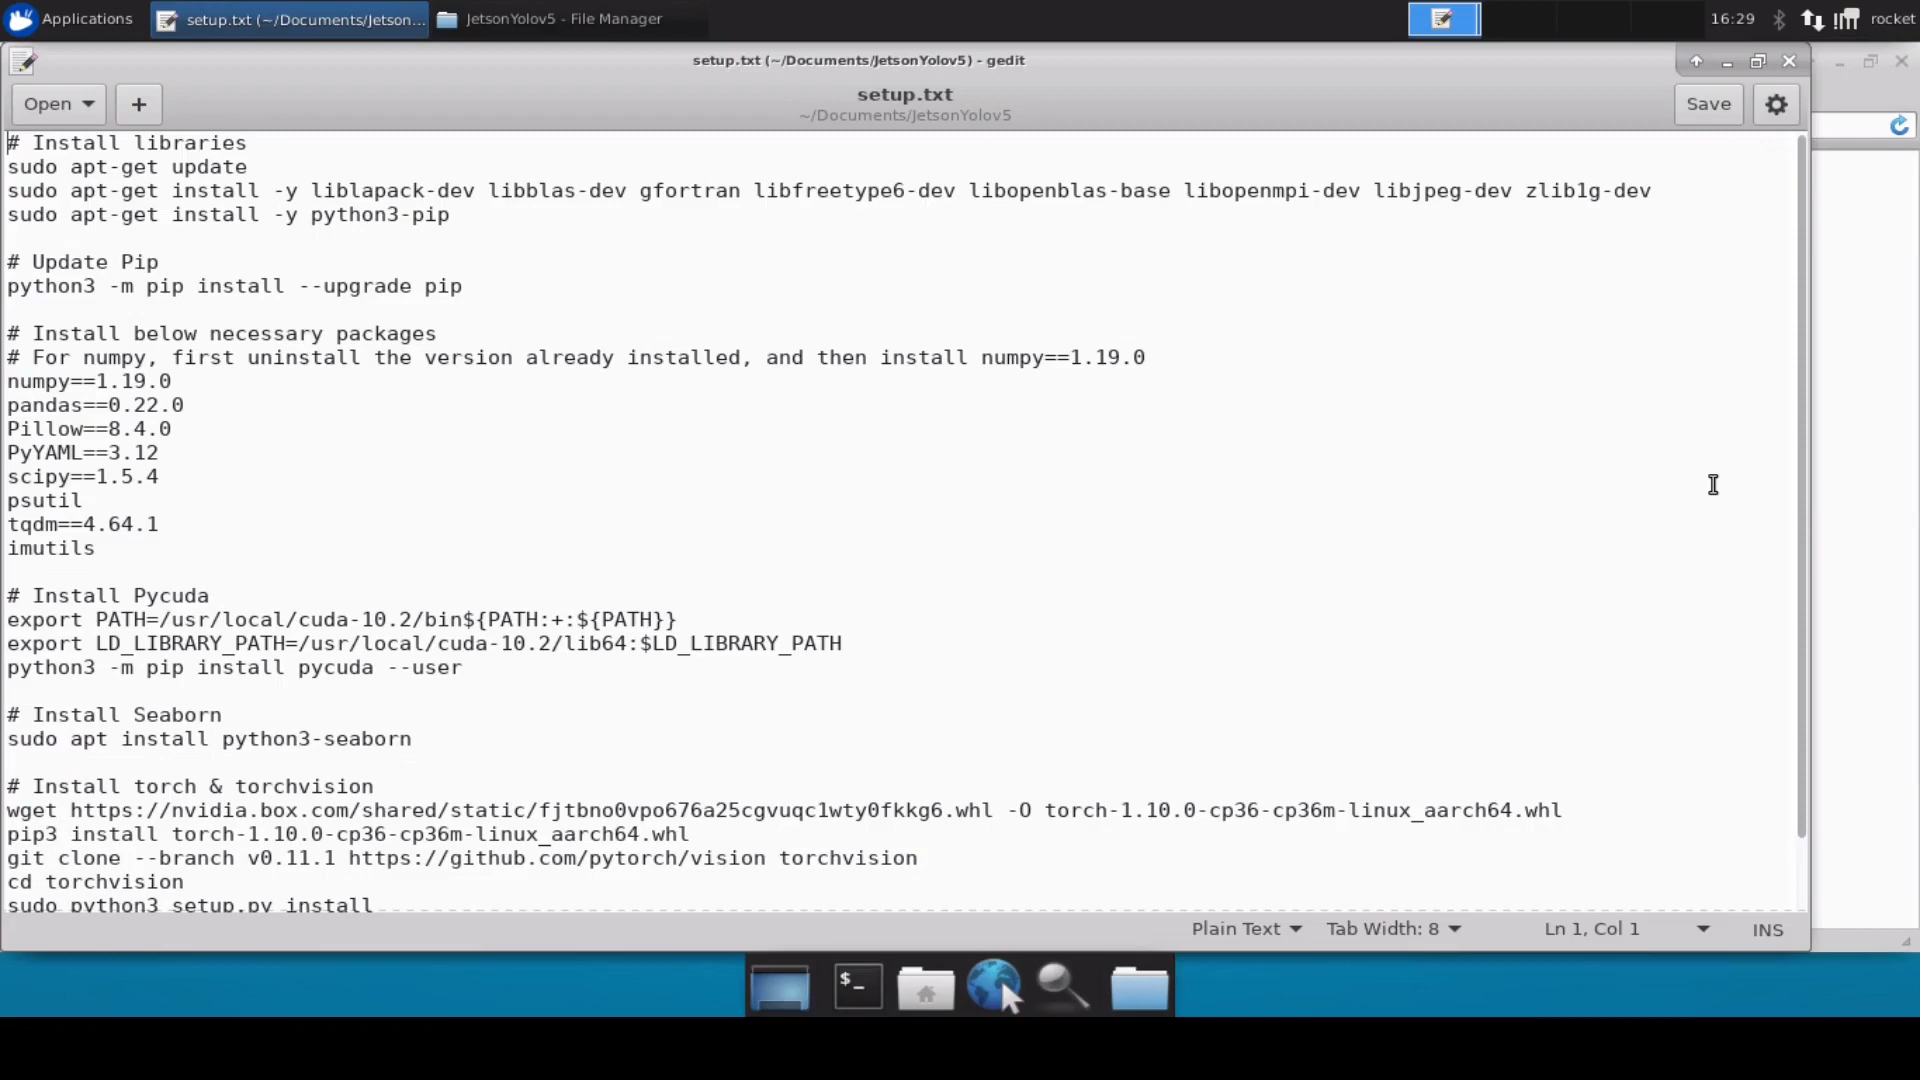 Applications
setup.txt (~/Documents/Jetson...
JetsonYolov5 - File Manager
16:29
rocket
setup.txt (~/Documents/JetsonYolov5) - gedit
Open
+
setup.txt
~/Documents/JetsonYolov5
Save
# Install libraries
sudo apt-get update
sudo apt-get install -y liblapack-dev libblas-dev gfortran libfreetype6-dev libopenblas-base libopenmpi-dev libjpeg-dev zlib1g-dev
sudo apt-get install -y python3-pip
# Update Pip
python3 -m pip install --upgrade pip
# Install below necessary packages
# For numpy, first uninstall the version already installed, and then install numpy==1.19.0
numpy==1.19.0
pandas==0.22.0
Pillow==8.4.0
PyYAML==3.12
scipy==1.5.4
psutil
tqdm==4.64.1
imutils
# Install Pycuda
export PATH=/usr/local/cuda-10.2/bin${PATH:+:${PATH}}
export LD_LIBRARY_PATH=/usr/local/cuda-10.2/lib64:$LD_LIBRARY_PATH
python3 -m pip install pycuda --user
# Install Seaborn
sudo apt install python3-seaborn
# Install torch & torchvision
wget https://nvidia.box.com/shared/static/fjtbno0vpo676a25cgvuqc1wty0fkkg6.whl -O torch-1.10.0-cp36-cp36m-linux_aarch64.whl
pip3 install torch-1.10.0-cp36-cp36m-linux_aarch64.whl
git clone --branch v0.11.1 https://github.com/pytorch/vision torchvision
cd torchvision
sudo python3 setup.py install
Plain Text
Tab Width: 8
Ln 1, Col 1
INS
$_